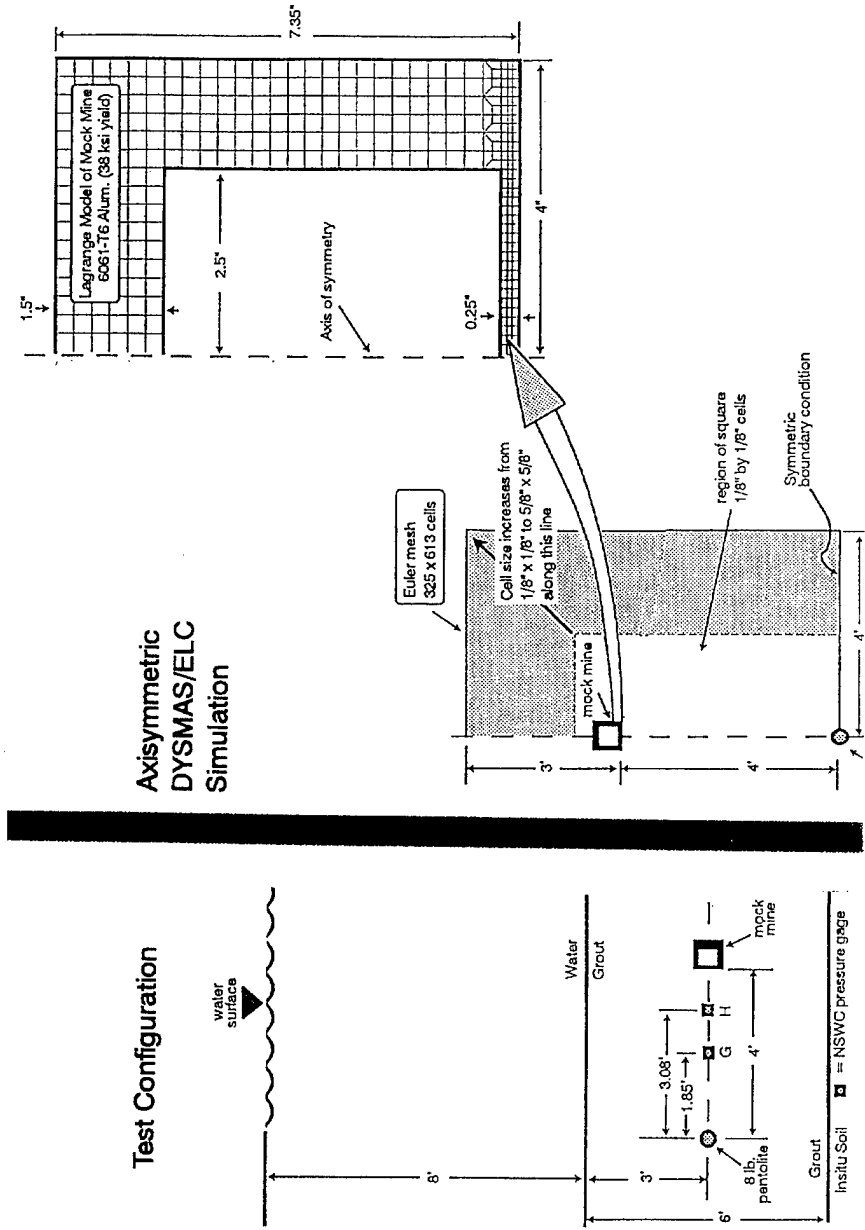 Test Configuration
water
surface
8'
Water
Grout
3'
6'
3.08'
1.85'
4'
G
H
mock
mine
8 lb.
pentolite
Grout
Insitu Soil
= NSWC pressure gage
Axisymmetric
DYSMAS/ELC
Simulation
Euler mesh
325 x 613 cells
Cell size increases from
1/8" x 1/8" to 5/8" x 5/8"
along this line
mock mine
3'
4'
region of square
1/8" by 1/8" cells
Symmetric
boundary condition
4'
1.5"
Lagrange Model of Mock Mine
6061-T6 Alum. (38 ksi yield)
2.5"
Axis of symmetry
0.25"
4"
7.35"